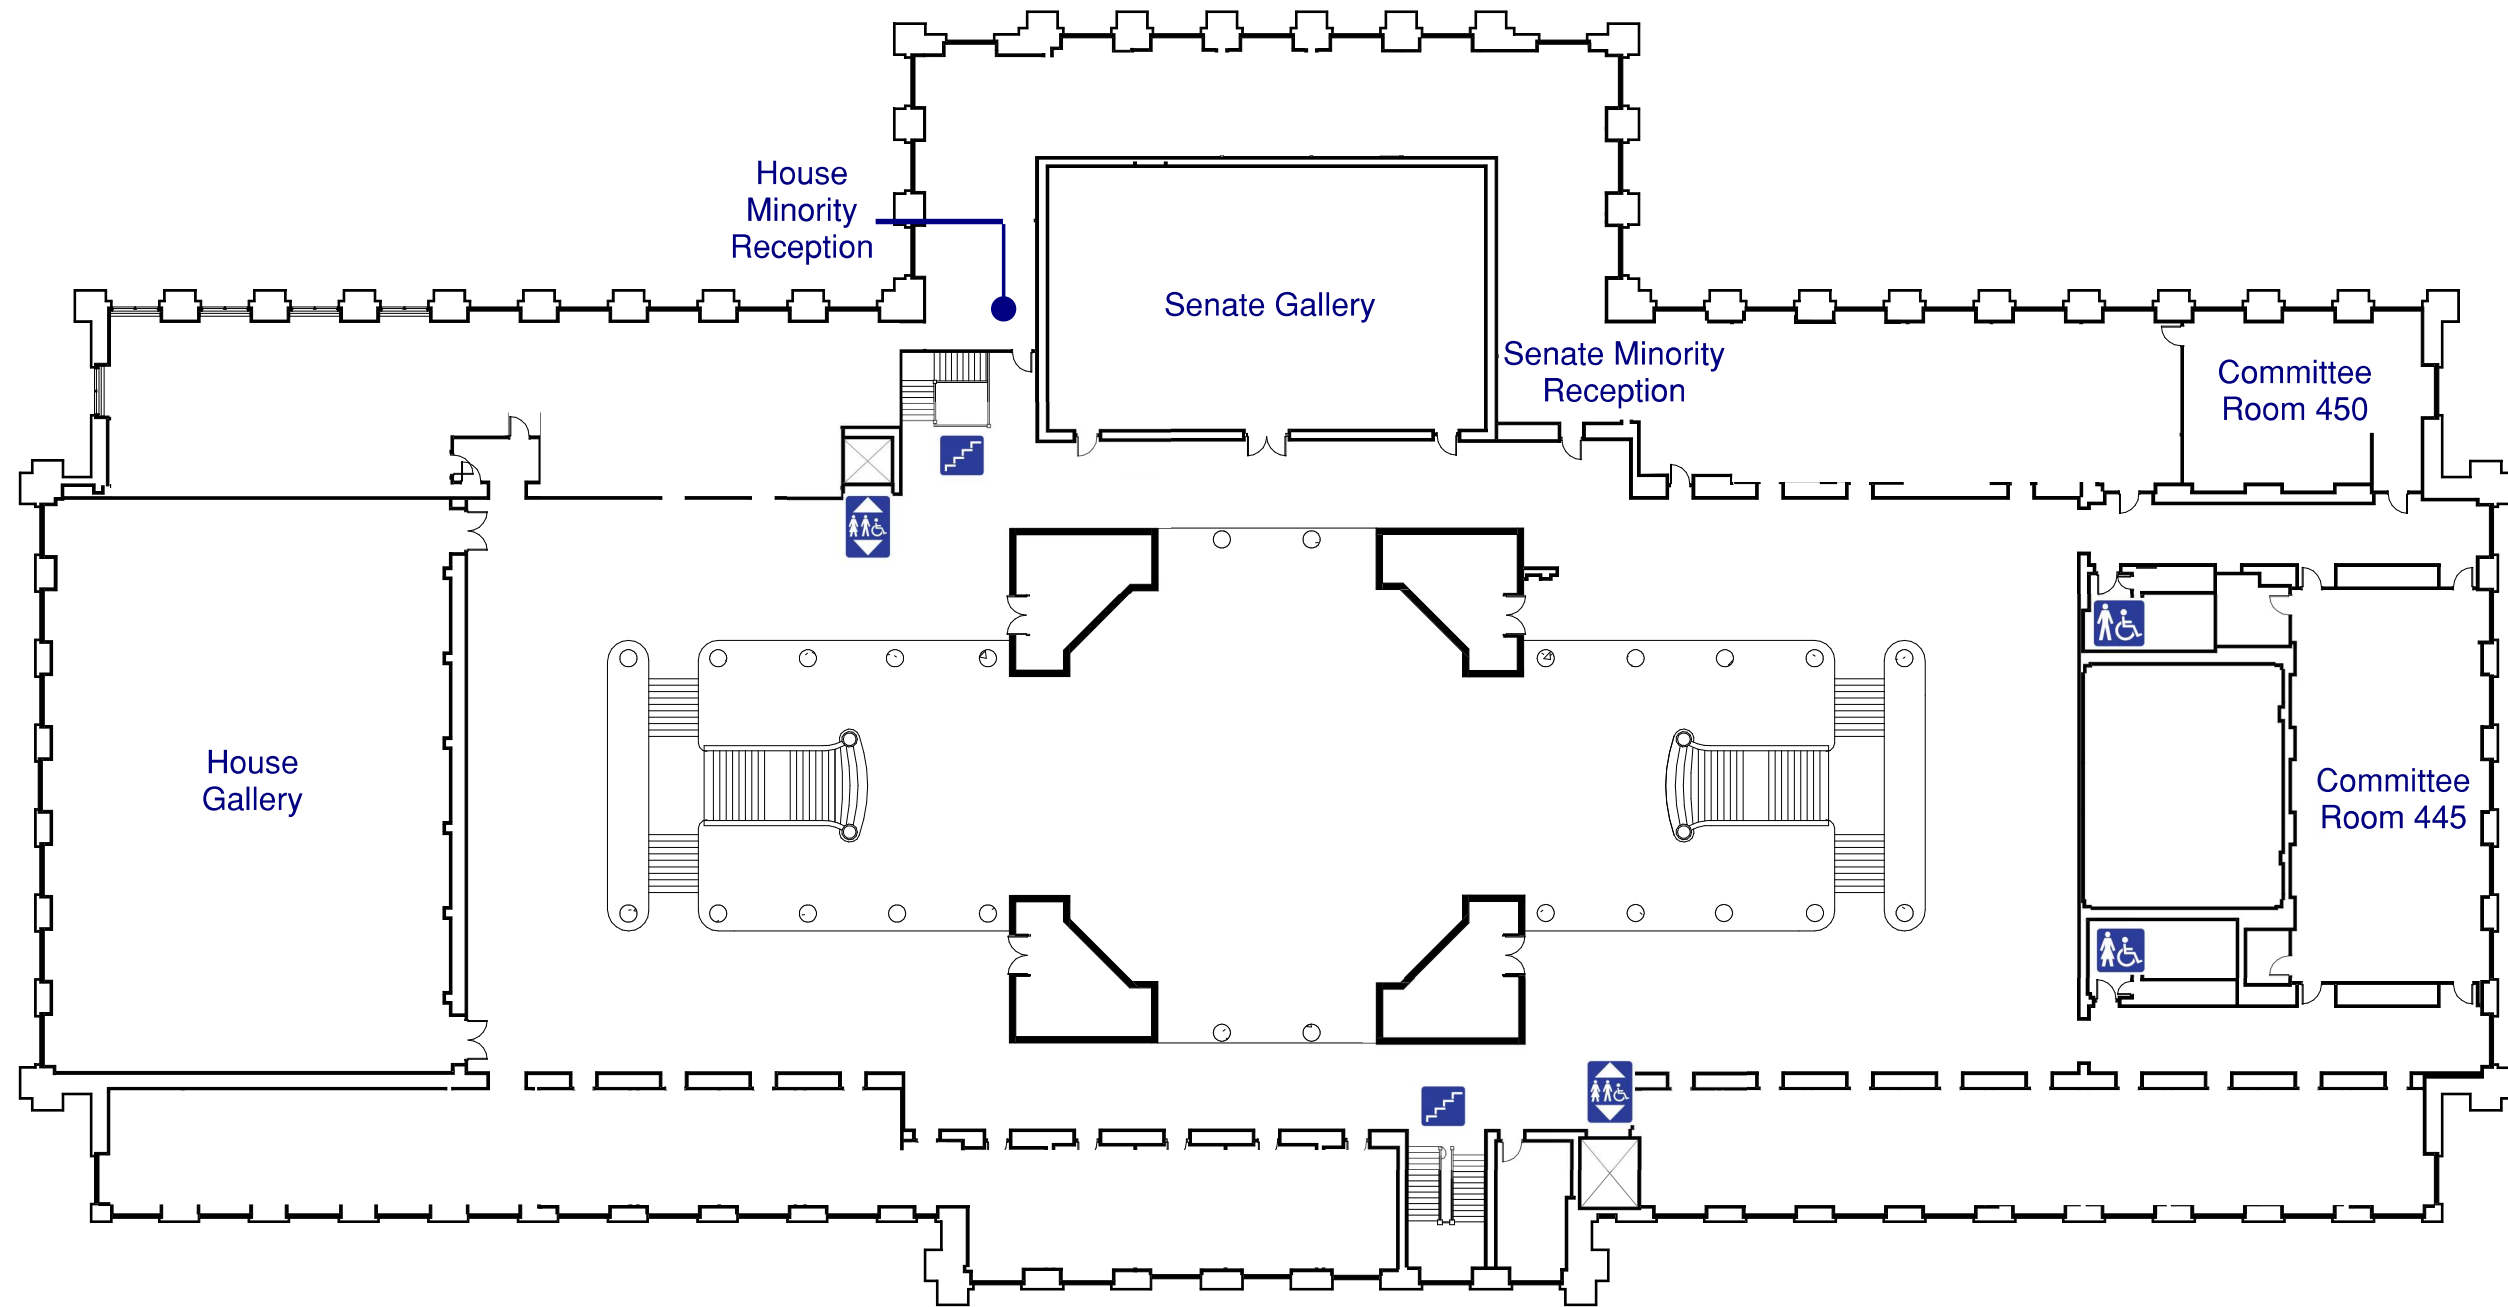 House
Minority
Reception
Senate Gallery
Senate Minority
Reception
Committee
Room 450
House
Gallery
Committee
Room 445